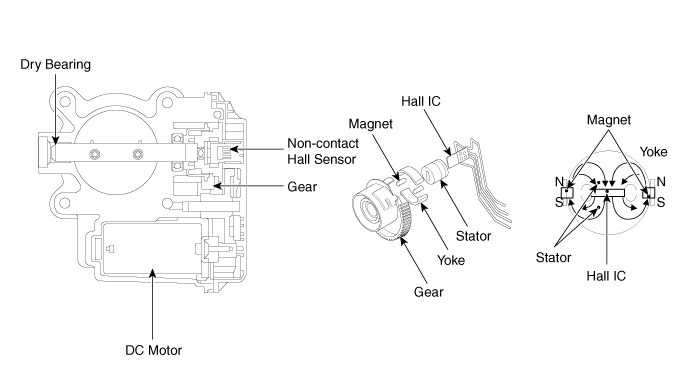 Dry Bearing
Non-contact
Hall Sensor
Gear
DC Motor
Hall IC
Magnet
Stator
Yoke
Gear
Magnet
Yoke
N
N
S
S
Stator
Hall IC